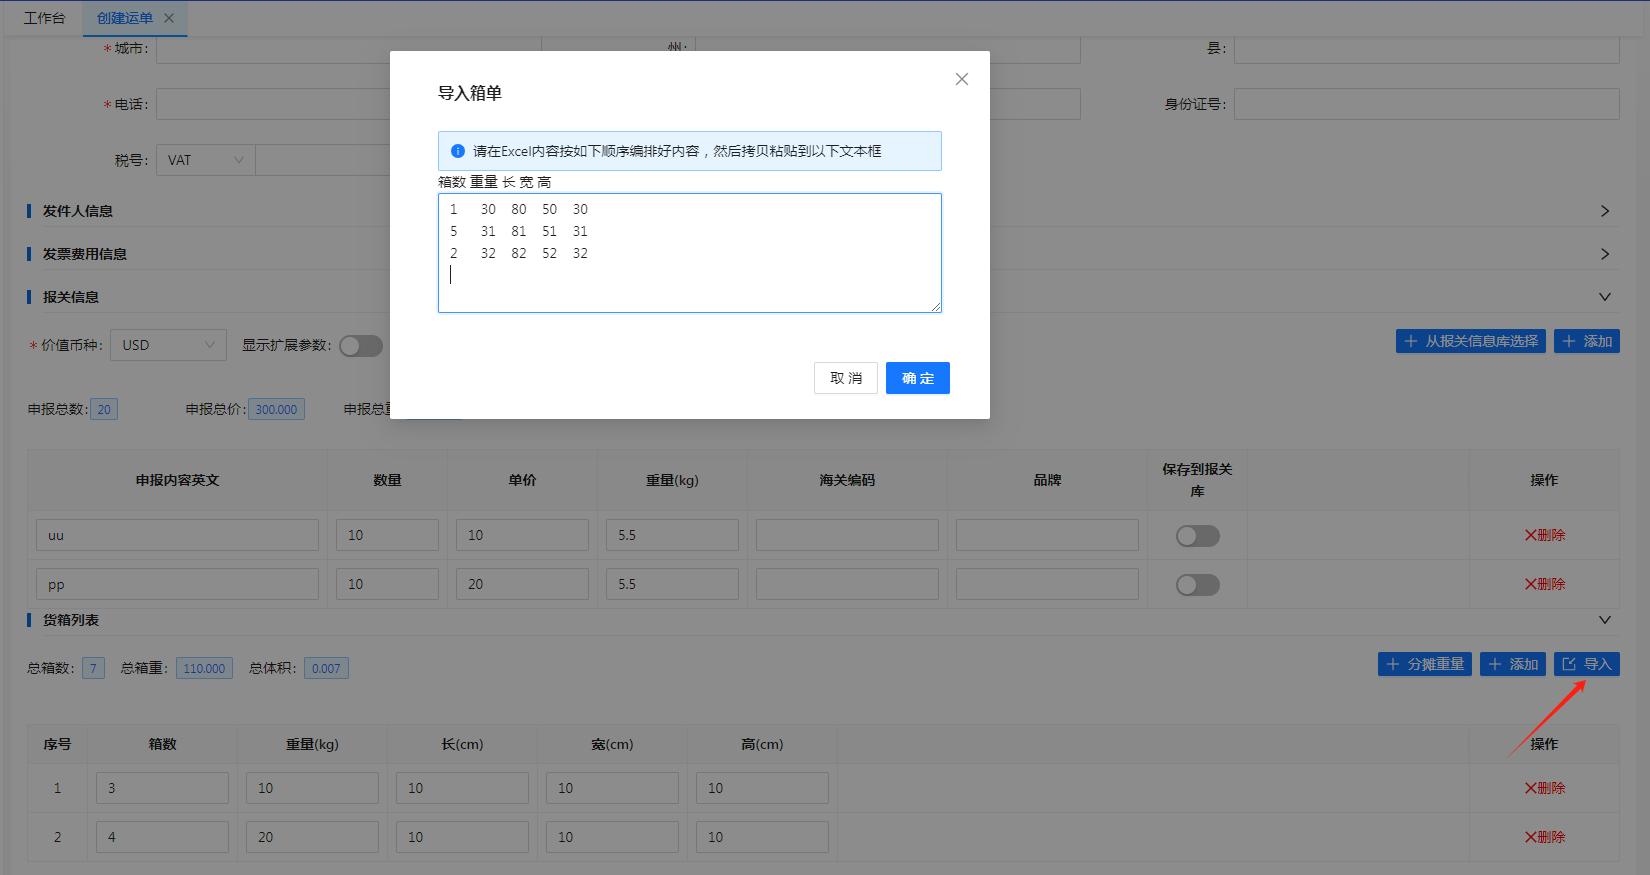 工作台 创建运单
* 城市: 州: 县:
导入箱单
* 电话: 身份证号:
请在Excel内容按如下顺序编排好内容，然后拷贝粘贴到以下文本框
税号: VAT
箱数 重量 长 宽 高
1 30 80 50 30
5 31 81 51 31
2 32 82 52 32
发件人信息
发票费用信息
报关信息
* 价值币种: USD 显示扩展参数: + 从报关信息库选择 + 添加
取 消 确 定
申报总数: 20 申报总价: 300.000 申报总
申报内容英文 数量 单价 重量(kg) 海关编码 品牌 保存到报关 操作
库
uu 10 10 5.5 删除
pp 10 20 5.5 删除
货箱列表
总箱数: 7 总箱重: 110.000 总体积: 0.007 + 分摊重量 + 添加 导入
序号 箱数 重量(kg) 长(cm) 宽(cm) 高(cm) 操作
1 3 10 10 10 10 删除
2 4 20 10 10 10 删除